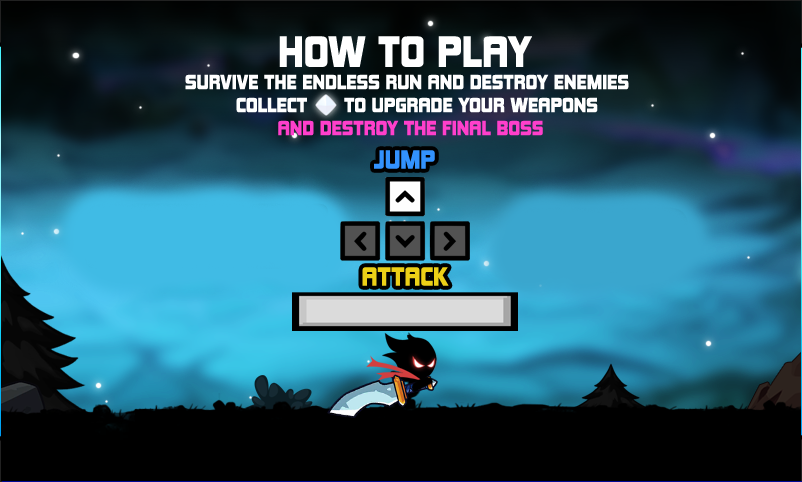 HOW TO PLAY
SURVIVE THE ENDLESS RUN AND DESTROY ENEMIES
COLLECT TO UPGRADE YOUR WEAPONS
AND DESTROY THE FINAL BOSS
JUMP
ATTACK